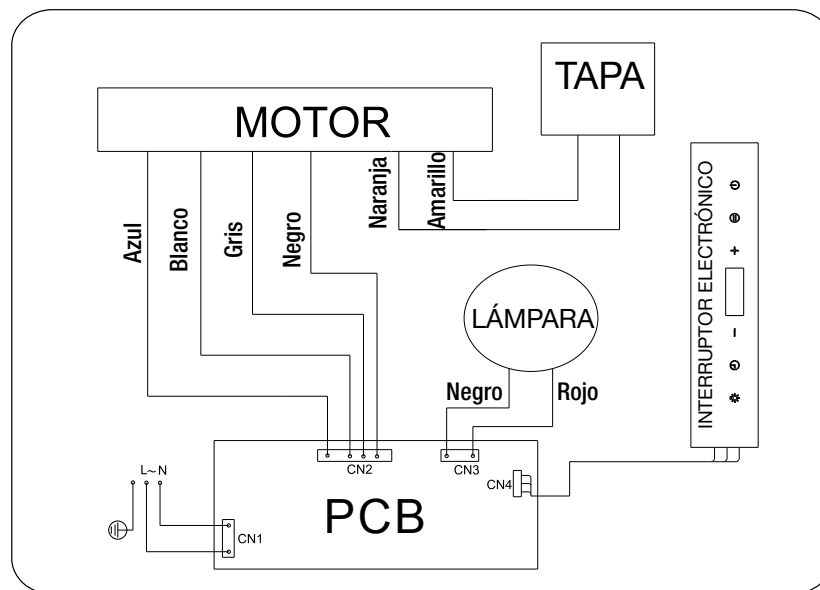 TAPA
MOTOR
Azul
Blanco
Gris
Negro
Naranja
Amarillo
INTERRUPTOR ELECTRÓNICO
+
−
LÁMPARA
Negro
Rojo
CN2
CN3
CN4
L~N
CN1
PCB